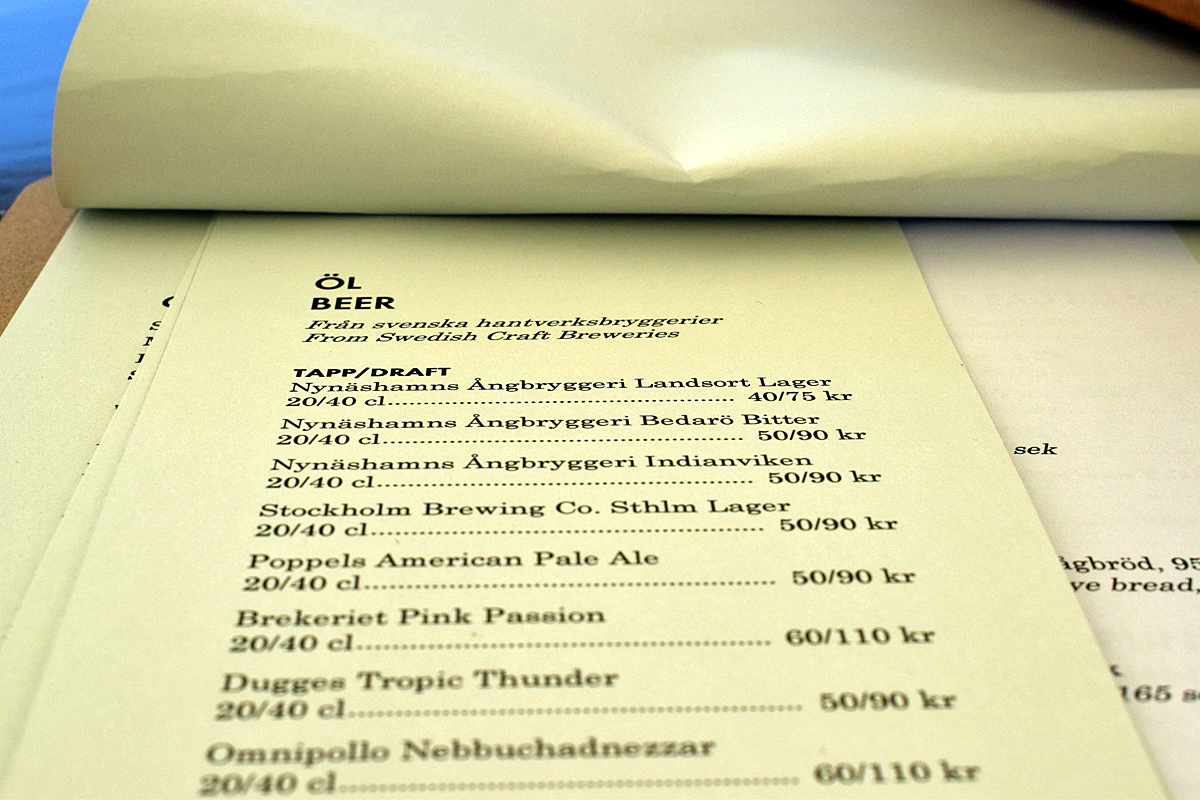 ÖL
BEER
Från svenska hantverksbryggerier
From Swedish Craft Breweries
TAPP/DRAFT
Nynäshamns Ångbryggeri Landsort Lager
20/40 cl........................................ 40/75 kr
Nynäshamns Ångbryggeri Bedarö Bitter
20/40 cl........................................ 50/90 kr
Nynäshamns Ångbryggeri Indianviken
20/40 cl........................................ 50/90 kr
Stockholm Brewing Co. Sthlm Lager
20/40 cl........................................ 50/90 kr
Poppels American Pale Ale
20/40 cl........................................ 50/90 kr
Brekeriet Pink Passion
20/40 cl........................................ 60/110 kr
Dugges Tropic Thunder
20/40 cl........................................ 50/90 kr
Omnipollo Nebbuchadnezzar
20/40 cl........................................ 60/110 kr
sek
bread,
165